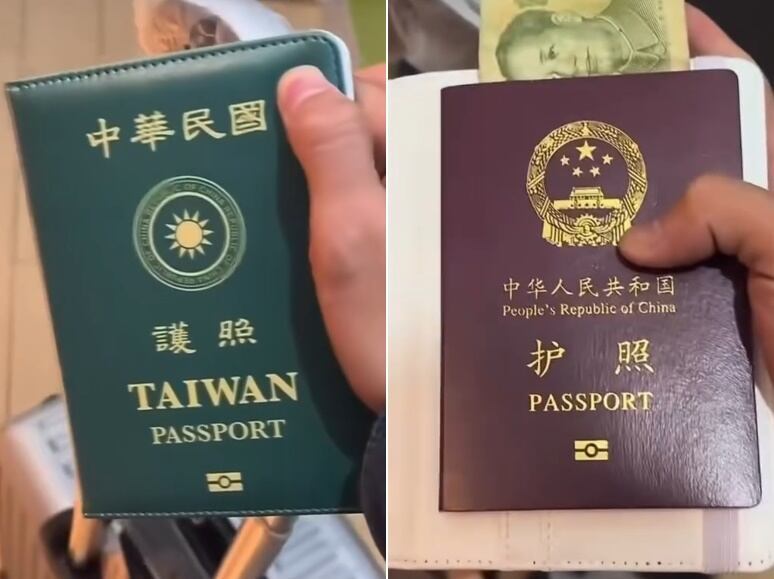 中華民國
REPUBLIC OF CHINA REPUBLIC OF CHINA
護照
TAIWAN
PASSPORT
中华人民共和国
People's Republic of China
护照
PASSPORT